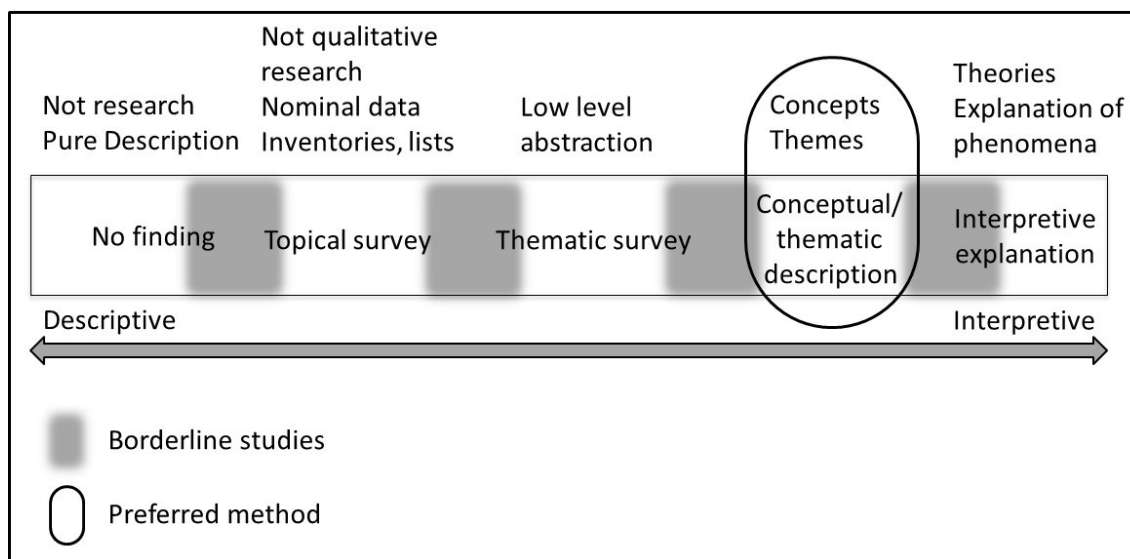 Not research
Pure Description
Not qualitative
research
Nominal data
Inventories, lists
Low level
abstraction
Concepts
Themes
Theories
Explanation of
phenomena
No finding
Topical survey
Thematic survey
Conceptual/
thematic
description
Interpretive
explanation
Descriptive
Interpretive
Borderline studies
Preferred method